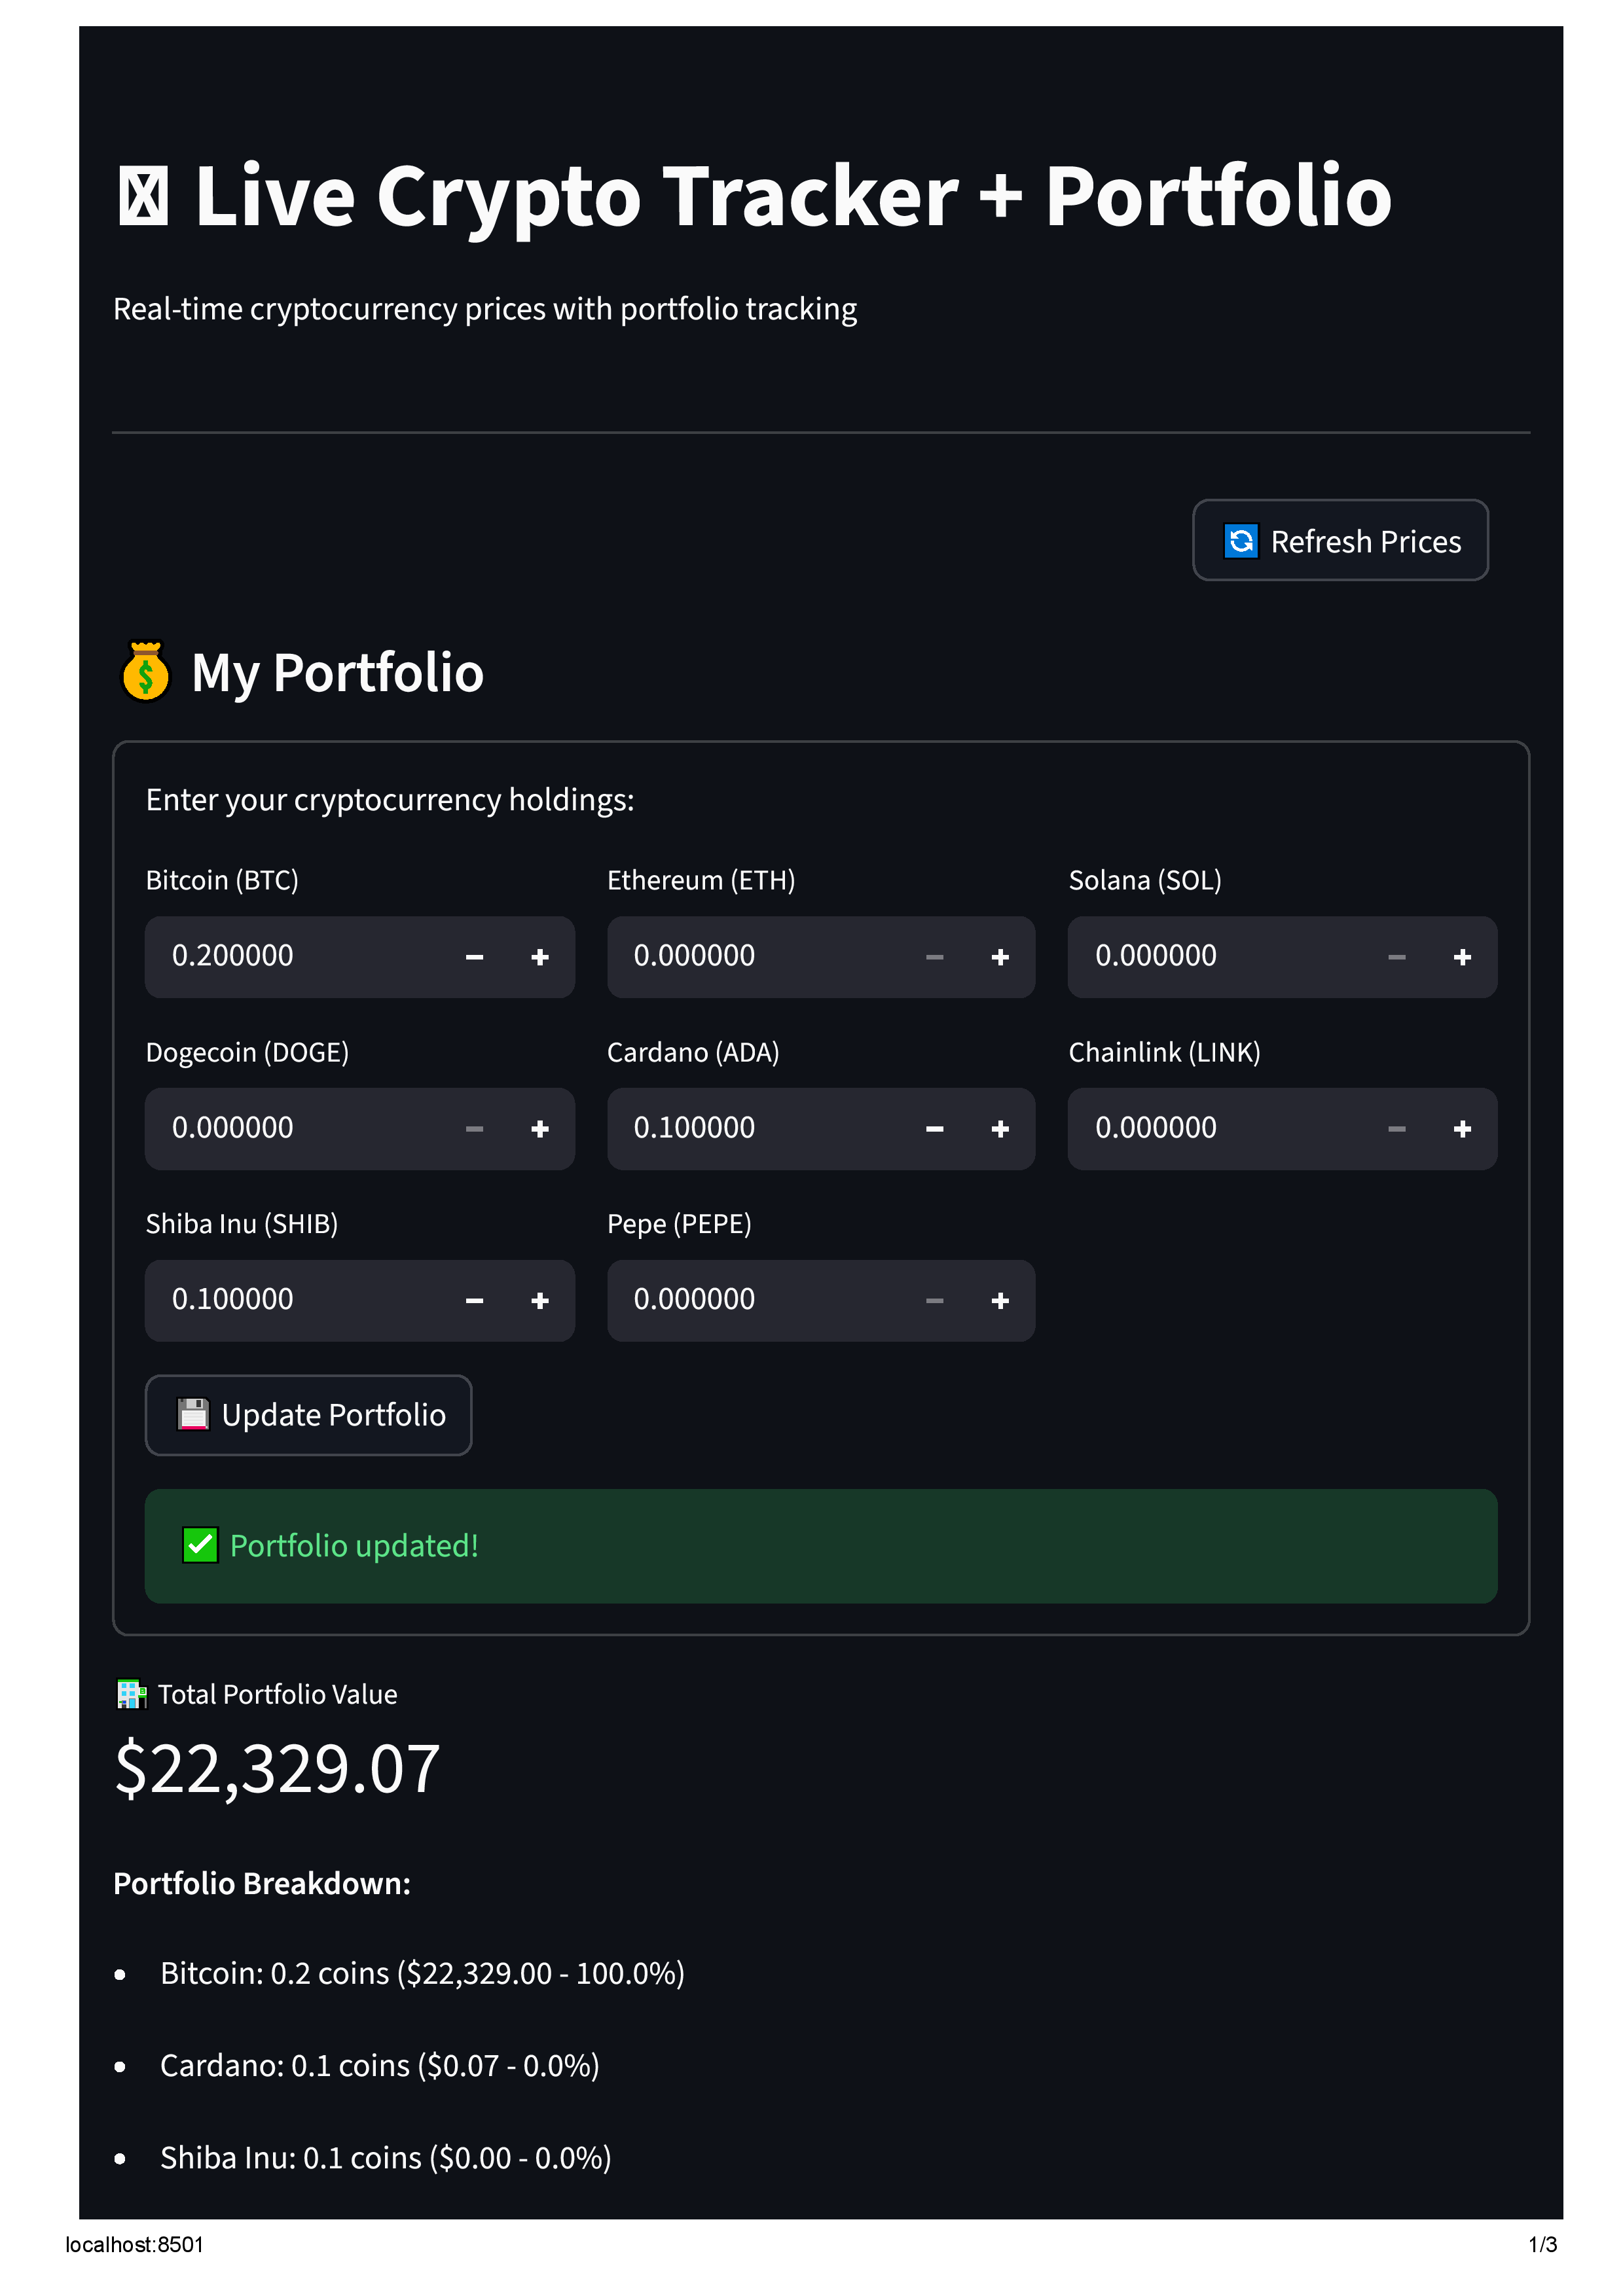 Live Crypto Tracker + Portfolio
Real-time cryptocurrency prices with portfolio tracking
🔄 Refresh Prices
💰 My Portfolio
Enter your cryptocurrency holdings:
Bitcoin (BTC) Ethereum (ETH) Solana (SOL)
0.200000 − + 0.000000 − + 0.000000 − +
Dogecoin (DOGE) Cardano (ADA) Chainlink (LINK)
0.000000 − + 0.100000 − + 0.000000 − +
Shiba Inu (SHIB) Pepe (PEPE)
0.100000 − + 0.000000 − +
💾 Update Portfolio
✅ Portfolio updated!
Total Portfolio Value
$22,329.07
Portfolio Breakdown:
• Bitcoin: 0.2 coins ($22,329.00 - 100.0%)
• Cardano: 0.1 coins ($0.07 - 0.0%)
• Shiba Inu: 0.1 coins ($0.00 - 0.0%)
localhost:8501 1/3